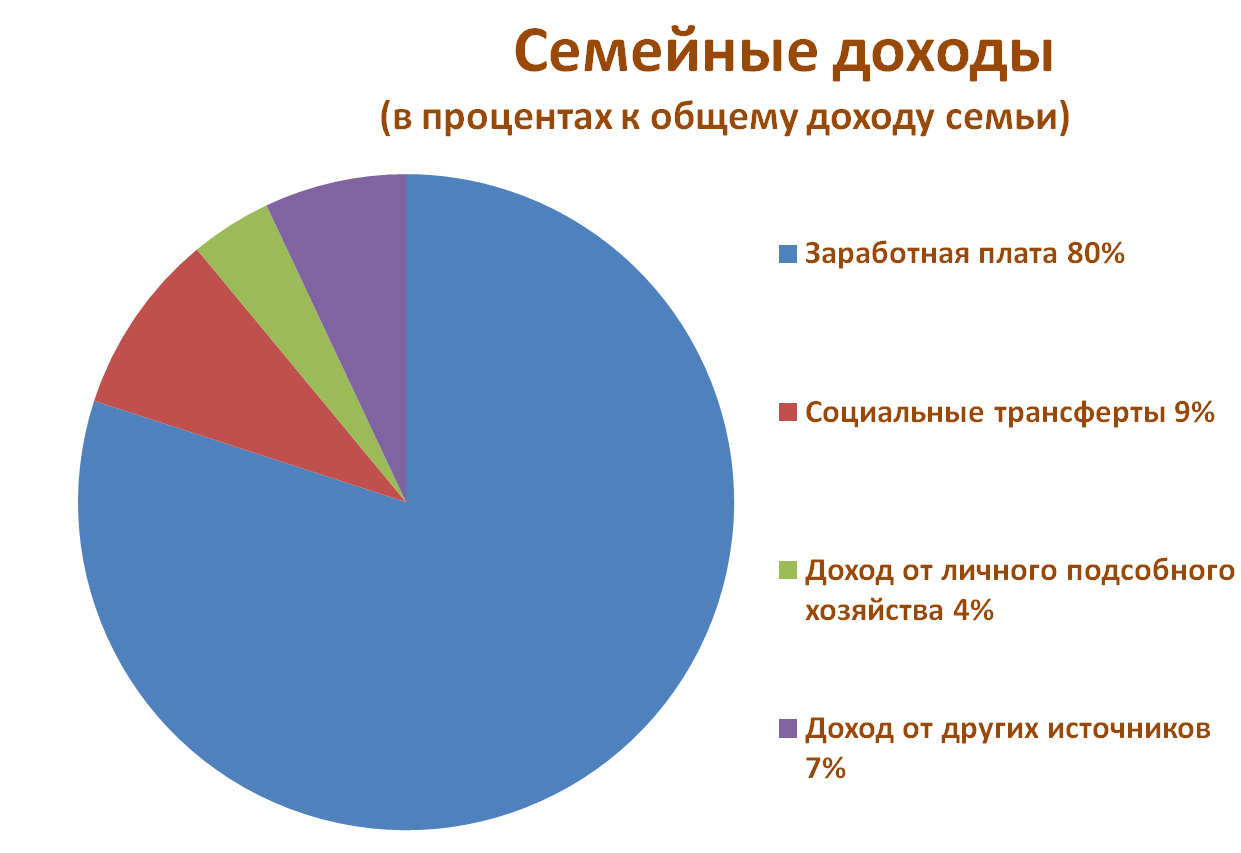 Семейные доходы
(в процентах к общему доходу семьи)
Заработная плата 80%
Социальные трансферты 9%
Доход от личного подсобного
хозяйства 4%
Доход от других источников
7%